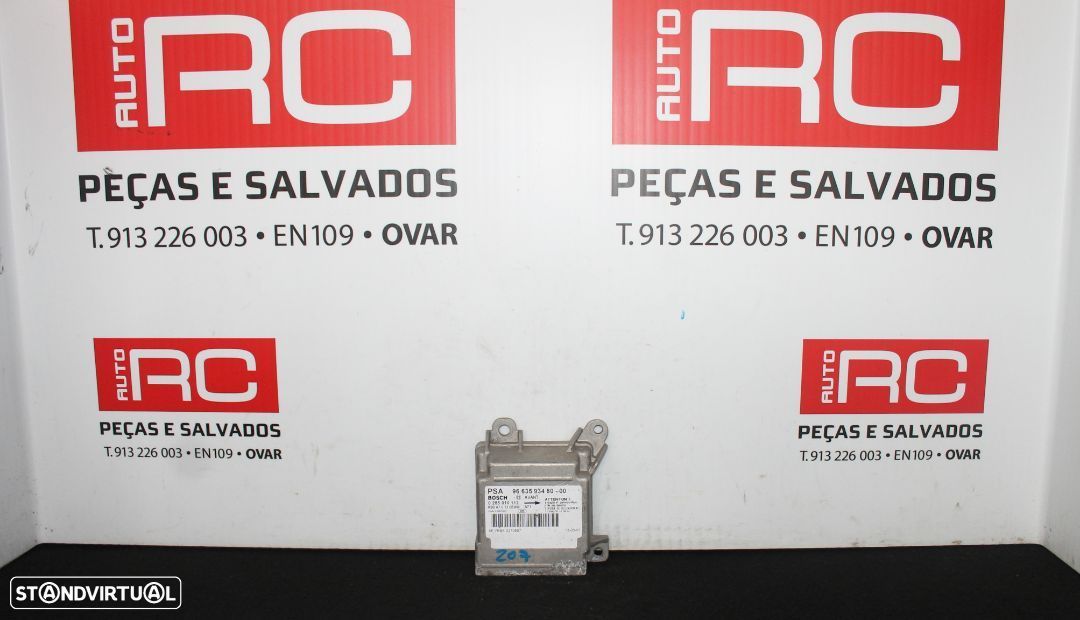 AUTO RC
PEÇAS E SALVADOS
T. 913 226 003 • EN109 • OVAR
AUTO RC
PEÇAS E SALVADOS
T. 913 226 003 • EN109 • OVAR
AUTO RC
PEÇAS E SALVADOS
T. 913 226 003 • EN109 • OVAR
AUTO RC
PEÇAS E SALVADOS
T. 913 226 003 • EN109 • OVAR
PSA 96 635 934 80-00
BOSCH AVANT
ATTENTION !
207
STANDVIRTUAL